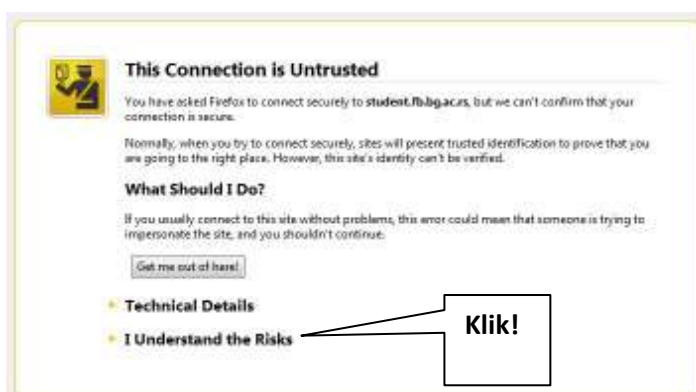 This Connection is Untrusted
You have asked Firefox to connect securely to student.fb.bg.ac.rs, but we can't confirm that your
connection is secure.
Normally, when you try to connect securely, sites will present trusted identification to prove that you
are going to the right place. However, this site's identity can't be verified.
What Should I Do?
If you usually connect to this site without problems, this error could mean that someone is trying to
impersonate the site, and you shouldn't continue.
Get me out of here!
Technical Details
I Understand the Risks
Klik!